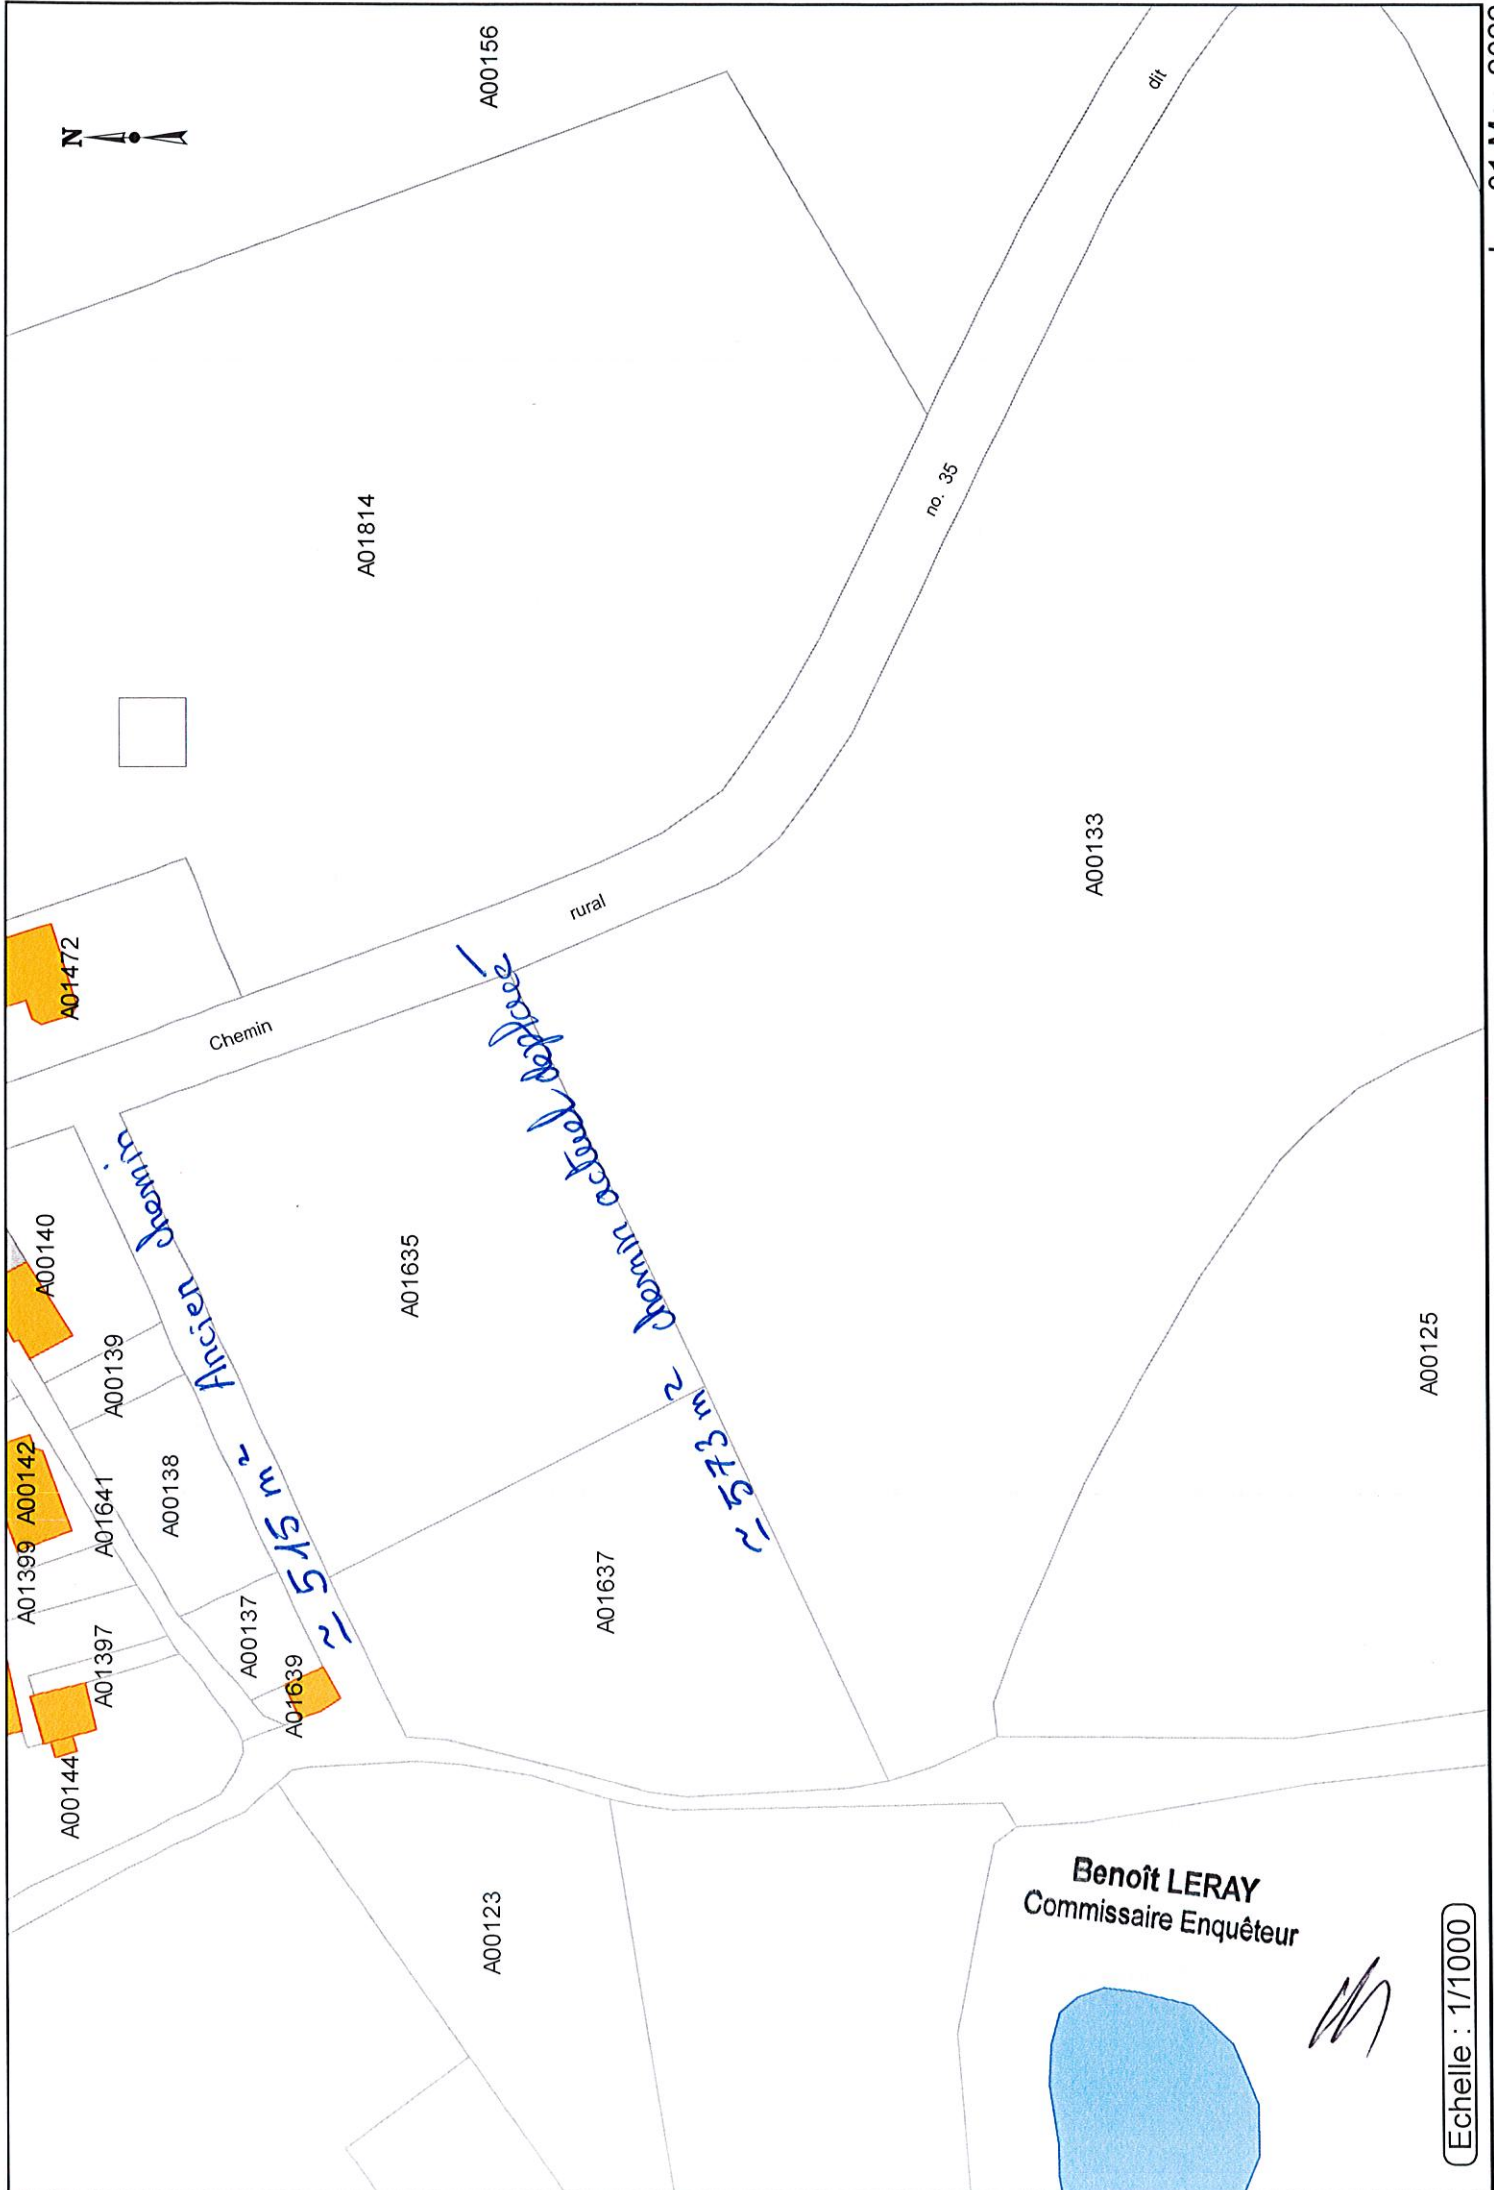 N
A00156
dit
A01814
no. 35
A01472
rural
Chemin
A00133
A00140
A00139
A00142
A01399
A01641
A00138
A01635
A00125
Ancien chemin
≃ 515 m²
chemin actuel déplacé
≃ 573 m²
A01397
A00137
A01639
A01637
A00144
A00123
Benoît LERAY
Commissaire Enquêteur
Echelle : 1/1000